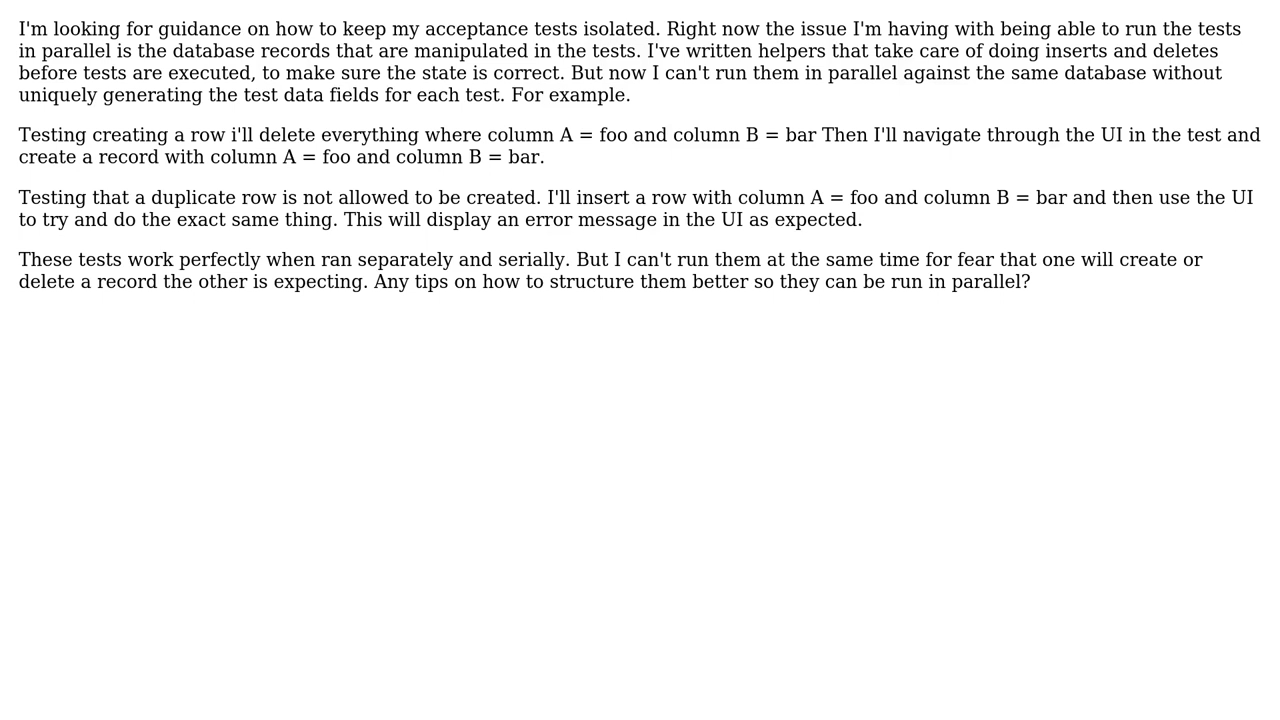 I'm looking for guidance on how to keep my acceptance tests isolated. Right now the issue I'm having with being able to run the tests
in parallel is the database records that are manipulated in the tests. I've written helpers that take care of doing inserts and deletes
before tests are executed, to make sure the state is correct. But now I can't run them in parallel against the same database without
uniquely generating the test data fields for each test. For example.
Testing creating a row i'll delete everything where column A = foo and column B = bar Then I'll navigate through the UI in the test and
create a record with column A = foo and column B = bar.
Testing that a duplicate row is not allowed to be created. I'll insert a row with column A = foo and column B = bar and then use the UI
to try and do the exact same thing. This will display an error message in the UI as expected.
These tests work perfectly when ran separately and serially. But I can't run them at the same time for fear that one will create or
delete a record the other is expecting. Any tips on how to structure them better so they can be run in parallel?